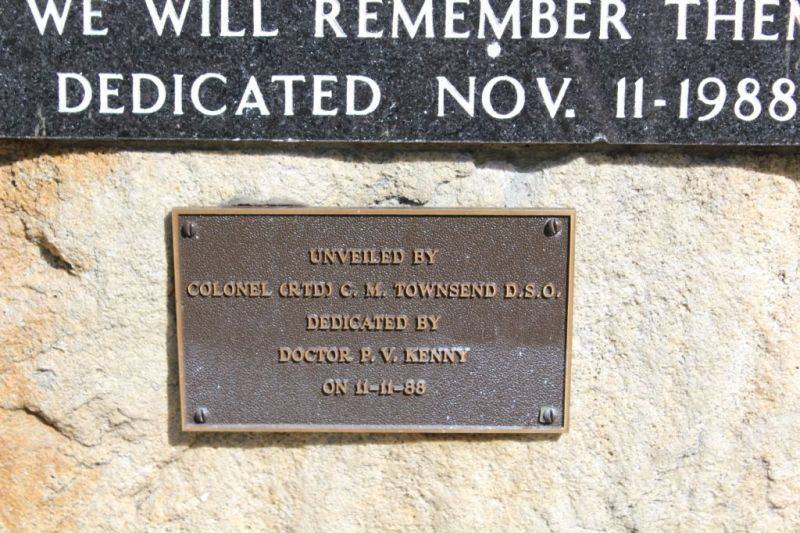 WE WILL REMEMBER THEM
DEDICATED NOV. 11-1988
UNVEILED BY
COLONEL (RTD) C. M. TOWNSEND D.S.O.
DEDICATED BY
DOCTOR P. V. KENNY
ON 11-11-88